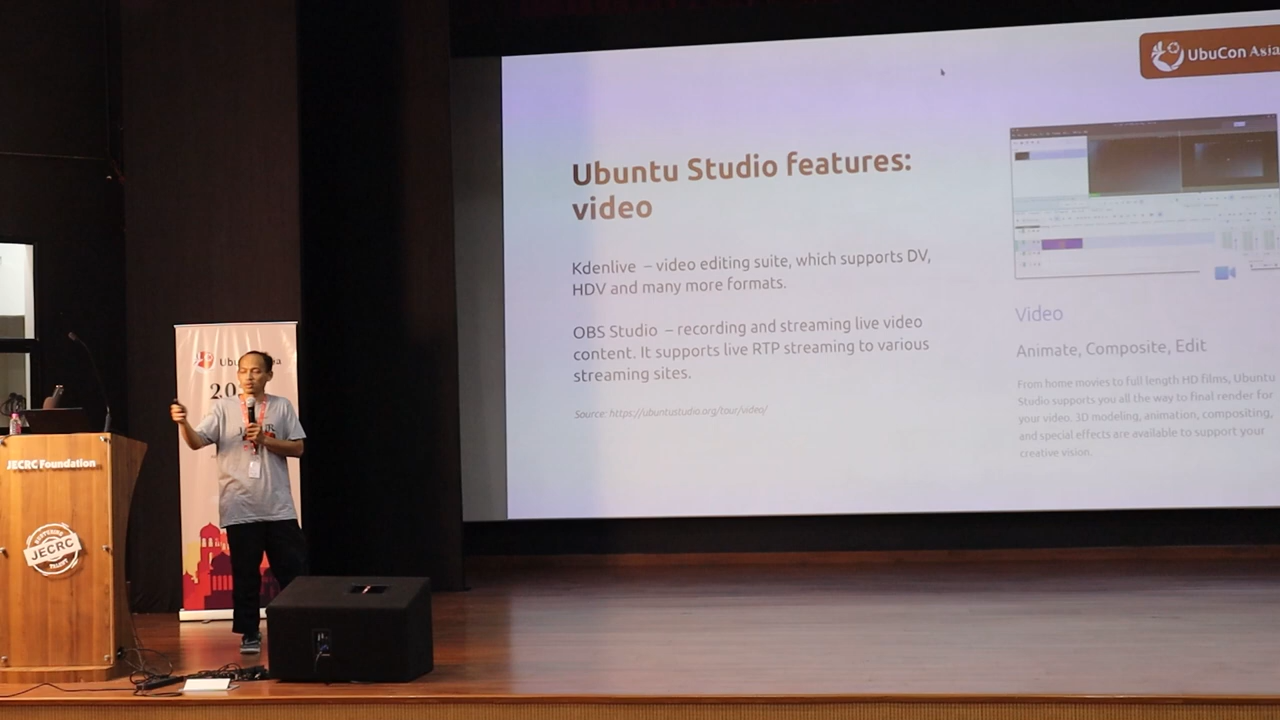 UbuCon Asia
Ubuntu Studio features:
video
Kdenlive – video editing suite, which supports DV,
HDV and many more formats.
OBS Studio – recording and streaming live video
content. It supports live RTP streaming to various
streaming sites.
Source: https://ubuntustudio.org/tour/video/
Video
Animate, Composite, Edit
From home movies to full length HD films, Ubuntu
Studio supports you all the way to final render for
your video. 3D modeling, animation, compositing,
and special effects are available to support your
creative vision.
JECRC Foundation
FOSTERING
JECRC
TALENT